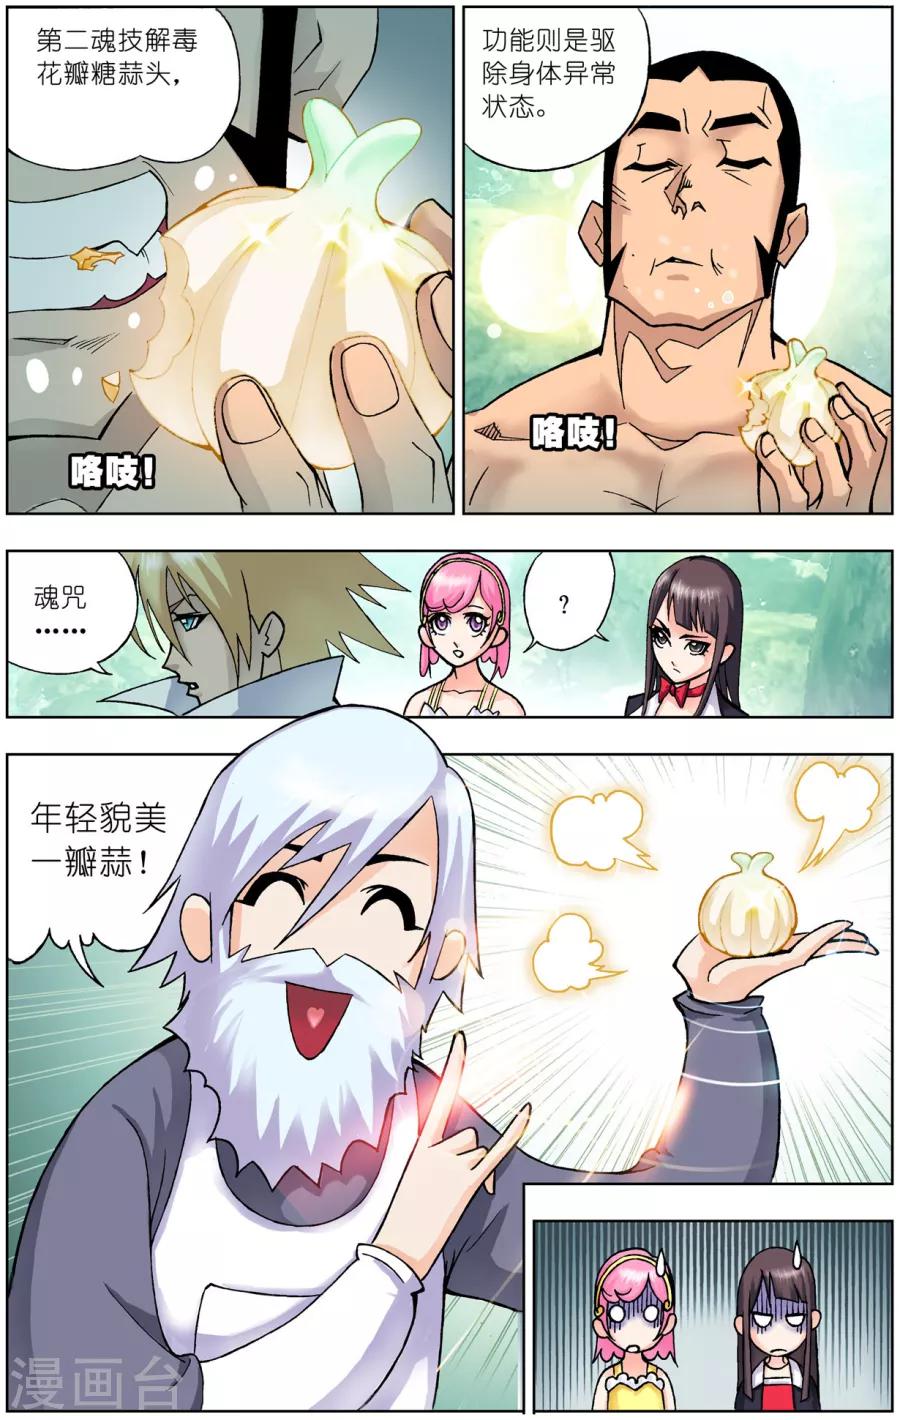 第二魂技解毒
花瓣糖蒜头，
咯吱！
功能则是驱
除身体异常
状态。
咯吱！
魂咒
……
？
年轻貌美
一瓣蒜！
漫画台